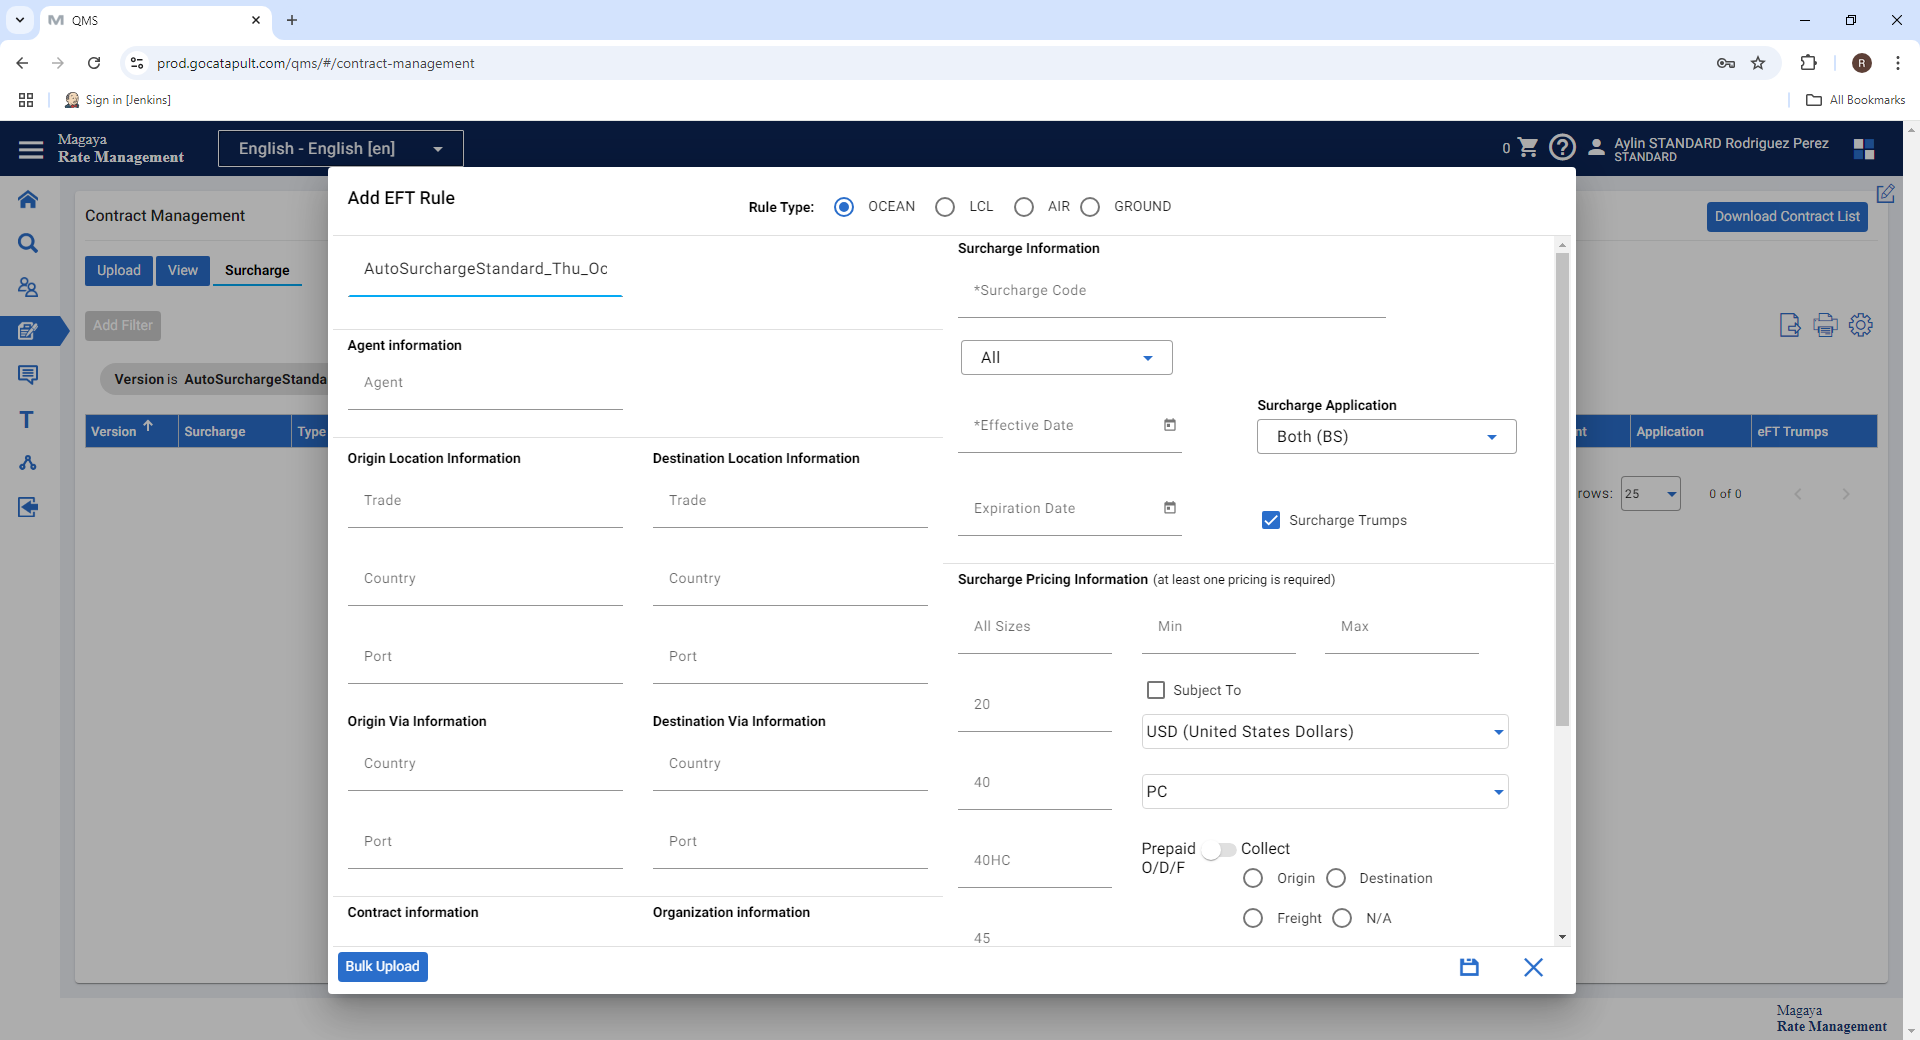 QMS
prod.gocatapult.com/qms/#/contract-management
R
Sign in [Jenkins]
All Bookmarks
Magaya
Rate Management
English - English [en]
0
Aylin STANDARD Rodriguez Perez
STANDARD
Contract Management
Download Contract List
Upload
View
Surcharge
Add Filter
Version is AutoSurchargeStanda
Version
Surcharge
Type
nt
Application
eFT Trumps
rows:
25
0 of 0
Add EFT Rule
Rule Type:
OCEAN
LCL
AIR
GROUND
AutoSurchargeStandard_Thu_Oc
Agent information
Agent
Origin Location Information
Destination Location Information
Trade
Trade
Country
Country
Port
Port
Origin Via Information
Destination Via Information
Country
Country
Port
Port
Contract information
Organization information
Surcharge Information
*Surcharge Code
All
*Effective Date
Surcharge Application
Both (BS)
Expiration Date
Surcharge Trumps
Surcharge Pricing Information (at least one pricing is required)
All Sizes
Min
Max
20
Subject To
USD (United States Dollars)
40
PC
40HC
Prepaid
Collect
O/D/F
Origin
Destination
Freight
N/A
45
Bulk Upload
T
Magaya
Rate Management